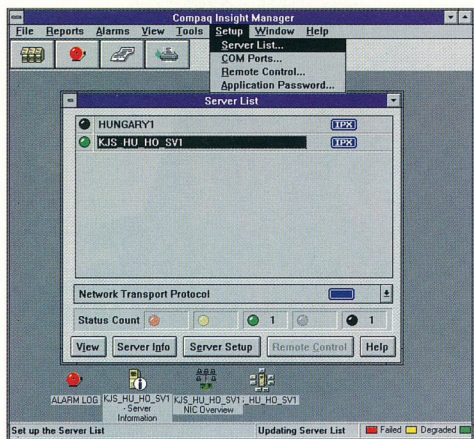 Compaq Insight Manager
File Reports Alarms View Tools Setup Window Help
Server List...
COM Ports...
Remote Control...
Application Password...
Server List
HUNGARY1 IPX
KJS_HU_HO_SV1 IPX
Network Transport Protocol
Status Count 1 1
View Server Info Server Setup Remote Control Help
ALARM LOG
KJS_HU_HO_SV1 - Server Information
KJS_HU_HO_SV1 NIC Overview
_HU_HO_SV1
Set up the Server List Updating Server List Failed Degraded